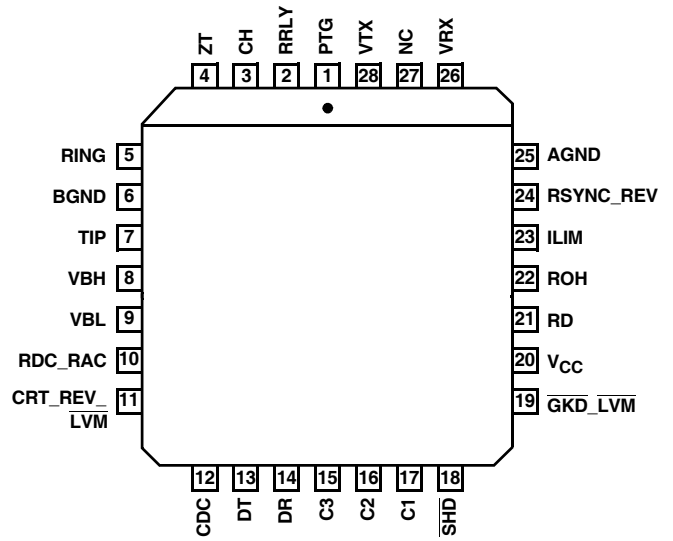 ZT
CH
RRLY
PTG
VTX
NC
VRX
4
3
2
1
28
27
26
RING 5
BGND 6
TIP 7
VBH 8
VBL 9
RDC_RAC 10
CRT_REV_ 11
LVM
25 AGND
24 RSYNC_REV
23 ILIM
22 ROH
21 RD
20 VCC
19 GKD_LVM
12
13
14
15
16
17
18
CDC
DT
DR
C3
C2
C1
SHD